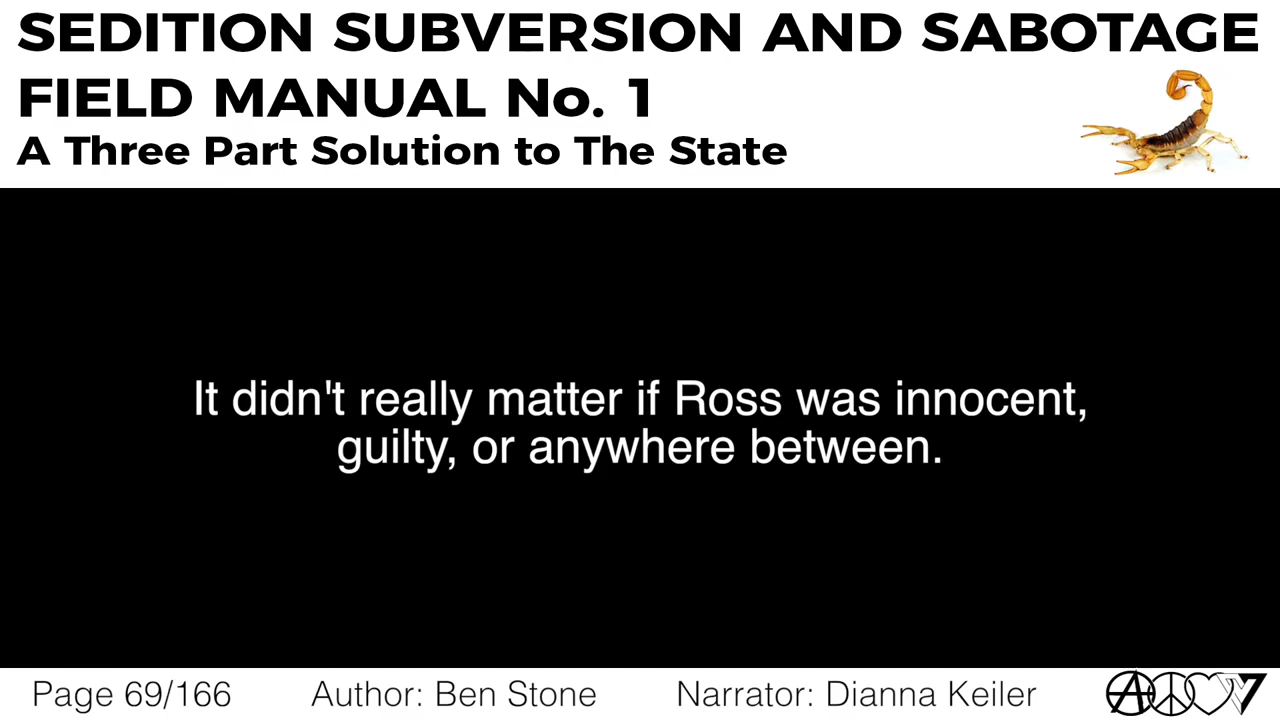 SEDITION SUBVERSION AND SABOTAGE
FIELD MANUAL No. 1
A Three Part Solution to The State
It didn't really matter if Ross was innocent,
guilty, or anywhere between.
Page 69/166 Author: Ben Stone Narrator: Dianna Keiler